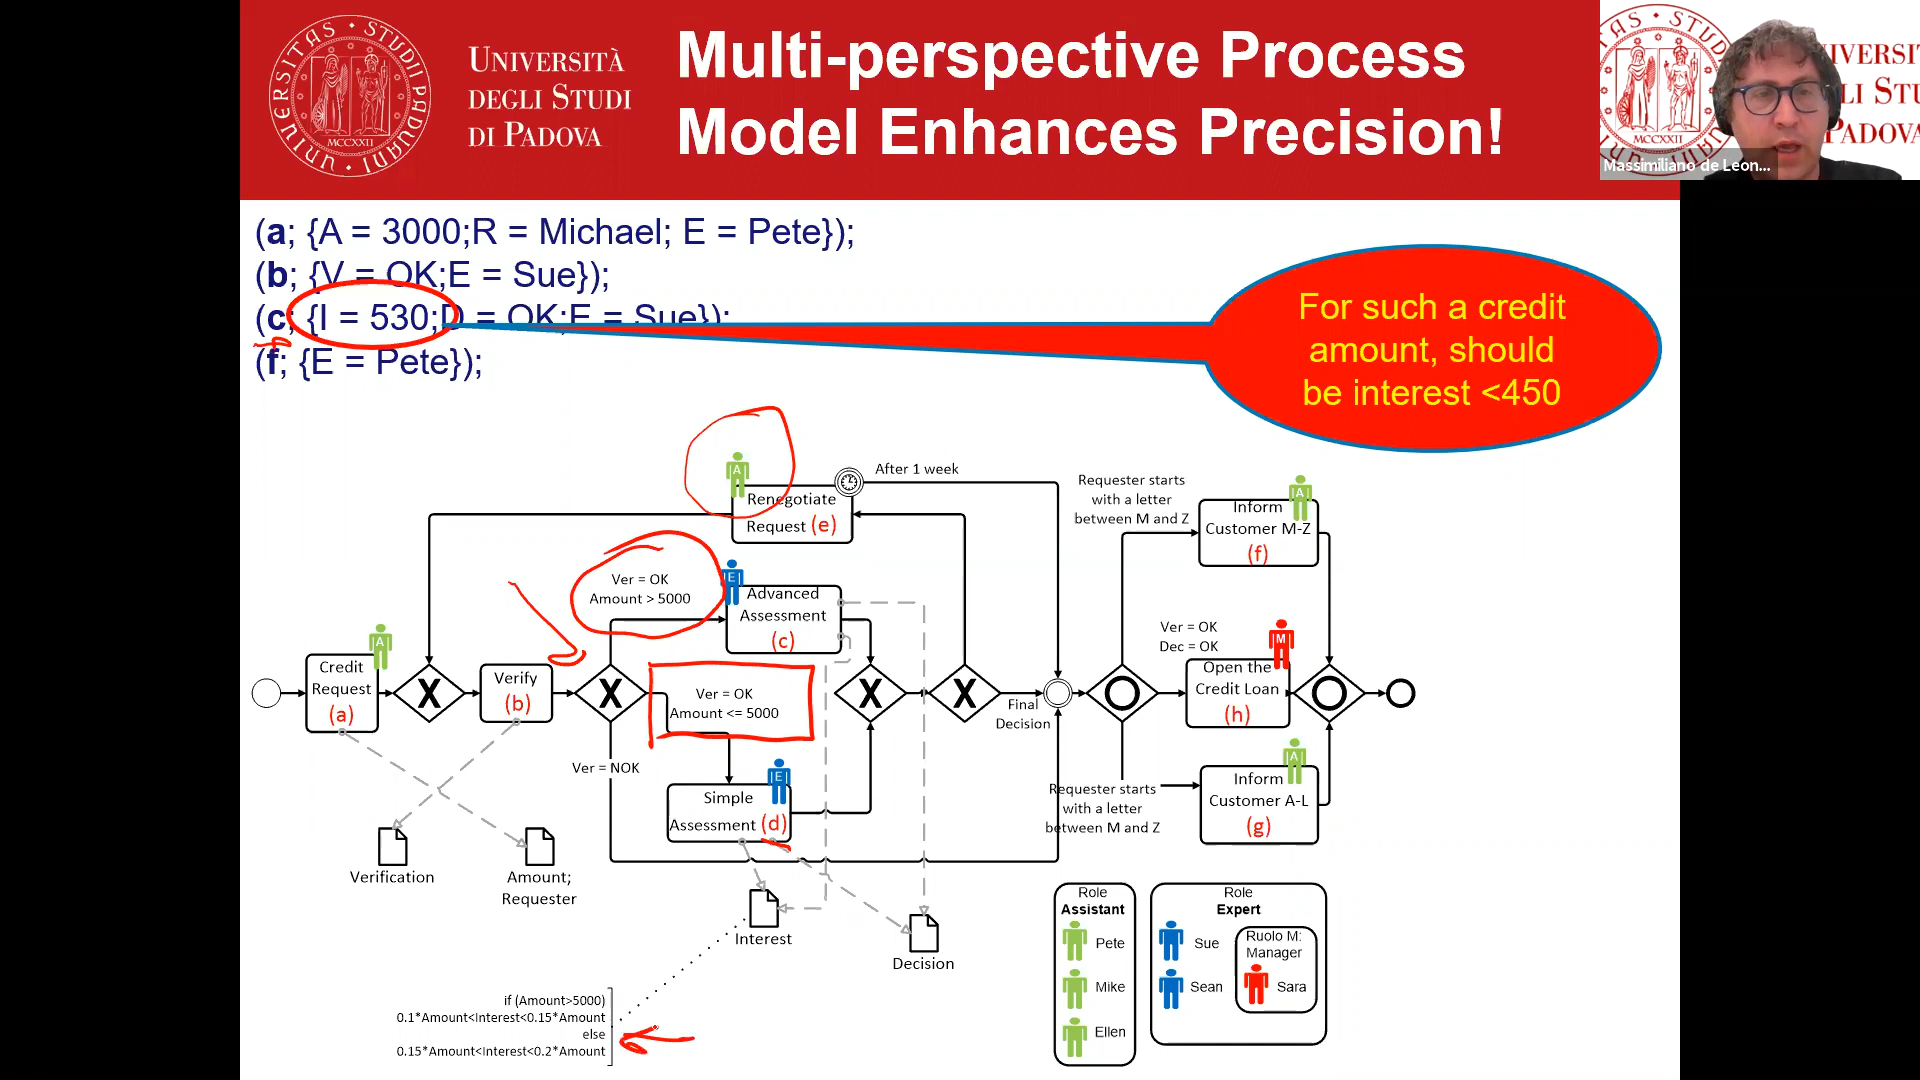 UNIVERSITÀ
DEGLI STUDI
DI PADOVA
UNIVERSITAS STUDII PADUANI
MCCXXII
Multi-perspective Process
Model Enhances Precision!
MCCXXII
Massimiliano de Leon...
(a; {A = 3000;R = Michael; E = Pete});
(b; {V = OK;E = Sue});
(c; {I = 530;D = OK;E = Sue});
(f; {E = Pete});
For such a credit
amount, should
be interest <450
A
Renegotiate
Request (e)
After 1 week
Requester starts
with a letter
between M and Z
A
Inform
Customer M-Z
(f)
Ver = OK
Amount > 5000
E
Advanced
Assessment
(c)
A
Credit
Request
(a)
X
Verify
(b)
X
Ver = OK
Amount <= 5000
X
X
Final
Decision
Ver = OK
Dec = OK
M
Open the
Credit Loan
(h)
Ver = NOK
E
Simple
Assessment (d)
Requester starts
with a letter
between M and Z
A
Inform
Customer A-L
(g)
Verification
Amount;
Requester
Interest
Decision
if (Amount>5000)
0.1*Amount<Interest<0.15*Amount
else
0.15*Amount<Interest<0.2*Amount
Role
Assistant
Pete
Mike
Ellen
Role
Expert
Sue
Sean
Ruolo M:
Manager
Sara